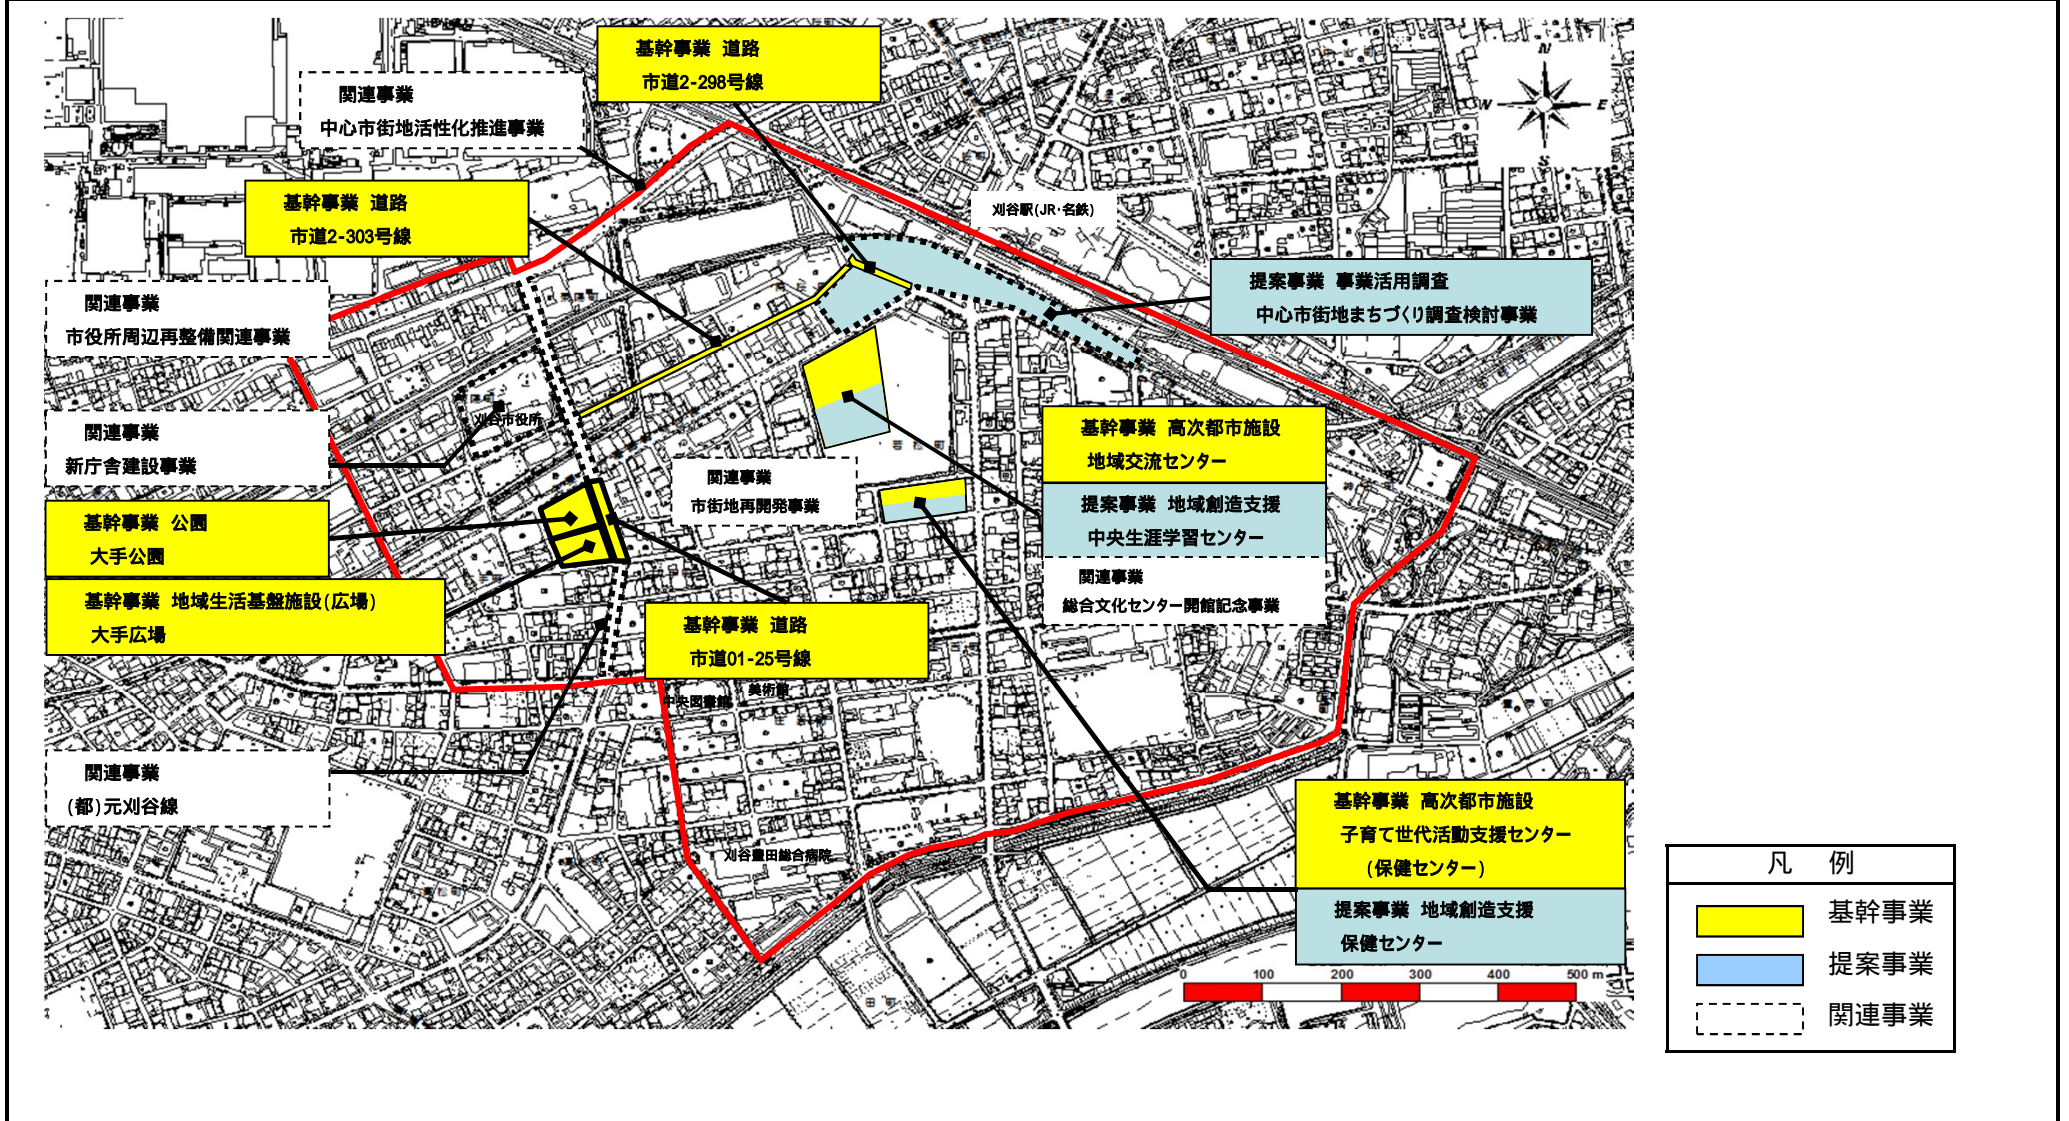 基幹事業 道路
市道2-298号線
関連事業
中心市街地活性化推進事業
N
W
E
S
基幹事業 道路
市道2-303号線
刈谷駅(JR・名鉄)
提案事業 事業活用調査
中心市街地まちづくり調査検討事業
関連事業
市役所周辺再整備関連事業
刈谷市役所
関連事業
新庁舎建設事業
基幹事業 高次都市施設
地域交流センター
提案事業 地域創造支援
中央生涯学習センター
関連事業
総合文化センター開館記念事業
関連事業
市街地再開発事業
若松町
基幹事業 公園
大手公園
基幹事業 地域生活基盤施設(広場)
大手広場
基幹事業 道路
市道01-25号線
美術館
中央図書館
関連事業
(都)元刈谷線
刈谷豊田総合病院
基幹事業 高次都市施設
子育て世代活動支援センター
(保健センター)
提案事業 地域創造支援
保健センター
0 100 200 300 400 500 m
凡 例
基幹事業
提案事業
関連事業